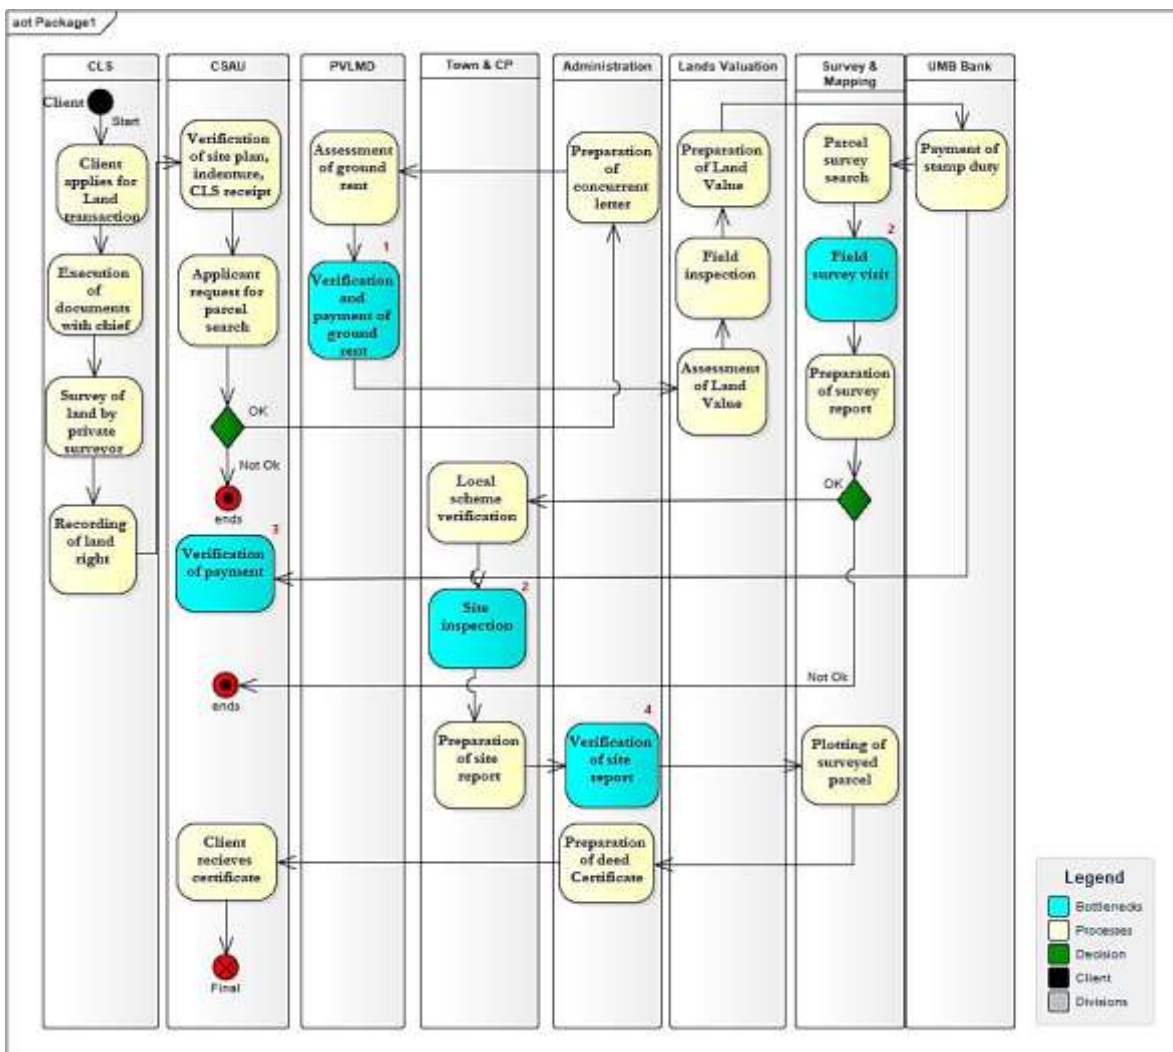 act Package1
CLS
CSAU
PVLMD
Town & CP
Administration
Lands Valuation
Survey &
Mapping
UMB Bank
Client
Start
Client
applies for
Land
transaction
Execution
of
documents
with chief
Survey of
land by
private
surveyor
Recording
of land
right
Verification
of site plan,
indenture,
CLS receipt
Applicant
request for
parcel
search
OK
Not Ok
ends
3
Verification
of payment
ends
Client
recieves
certificate
Final
Assessment
of ground
rent
1
Verification
and
payment of
ground
rent
Local
scheme
verification
2
Site
inspection
Preparation
of site
report
Preparation
of
concurrent
letter
4
Verification
of site
report
Preparation
of deed
Certificate
Preparation
of Land
Value
Field
inspection
Assessment
of Land
Value
Parcel
survey
search
2
Field
survey visit
Preparation
of survey
report
OK
Not Ok
Plotting of
surveyed
parcel
Payment of
stamp duty
Legend
Bottlenecks
Processes
Decision
Client
Divisions